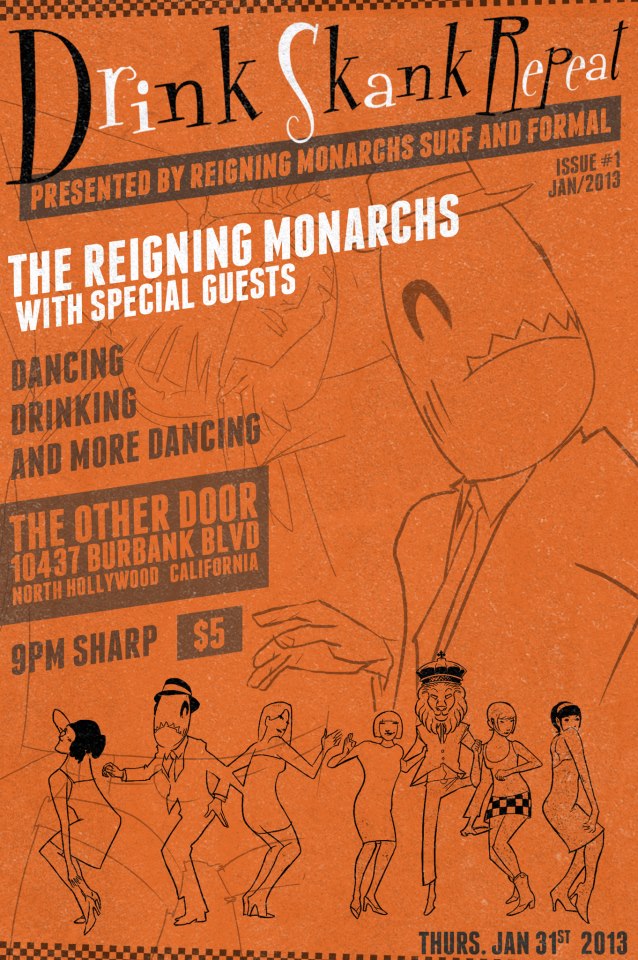 Drink Skank Repeat
PRESENTED BY REIGNING MONARCHS SURF AND FORMAL
ISSUE #1
JAN/2013
THE REIGNING MONARCHS
WITH SPECIAL GUESTS
DANCING
DRINKING
AND MORE DANCING
THE OTHER DOOR
10437 BURBANK BLVD
NORTH HOLLYWOOD CALIFORNIA
9PM SHARP $5
THURS. JAN 31ST 2013